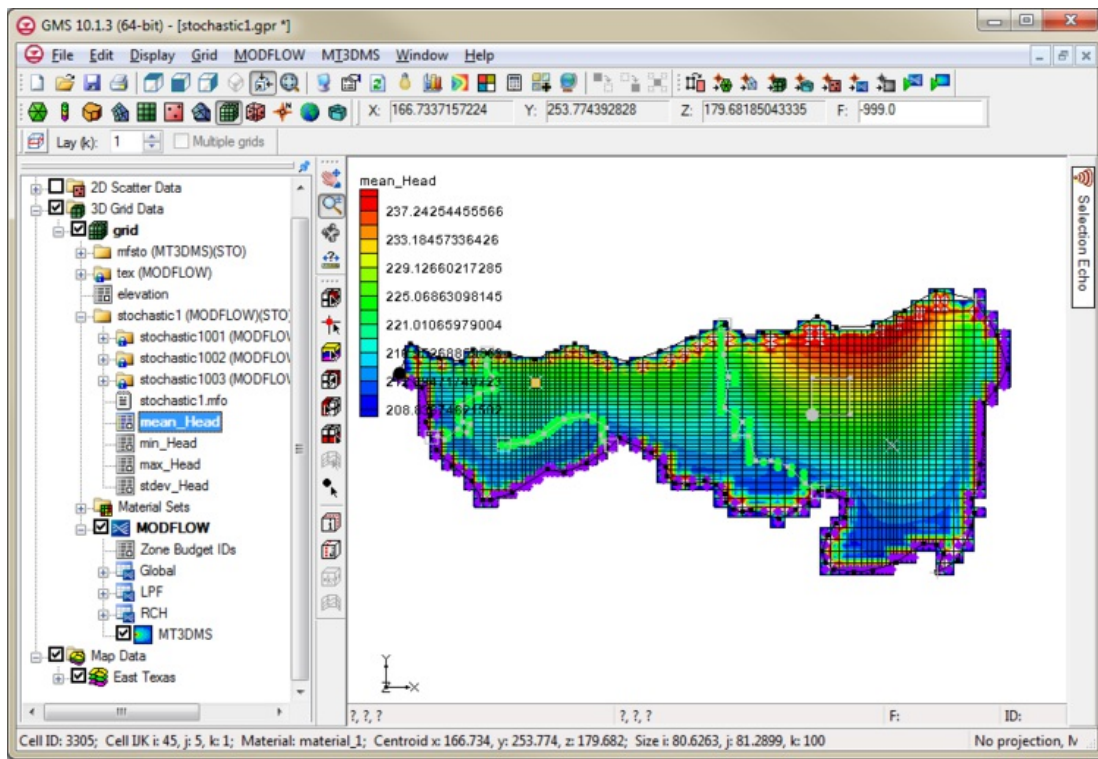 GMS 10.1.3 (64-bit) - [stochastic1.gpr *]
File Edit Display Grid MODFLOW MT3DMS Window Help
X: 166.7337157224 Y: 253.774392828 Z: 179.68185043335 F: -999.0
Lay (k): 1 Multiple grids
2D Scatter Data
3D Grid Data
grid
mfsto (MT3DMS)(STO)
tex (MODFLOW)
elevation
stochastic1 (MODFLOW)(STO)
stochastic1001 (MODFLOW
stochastic1002 (MODFLOW
stochastic1003 (MODFLOW
stochastic1.mfo
mean_Head
min_Head
max_Head
stdev_Head
Material Sets
MODFLOW
Zone Budget IDs
Global
LPF
RCH
MT3DMS
Map Data
East Texas
mean_Head
237.24254455566
233.18457336426
229.12660217285
225.06863098145
221.01065979004
Y
Z X
Selection Echo
?, ?, ? ?, ?, ? F: ID:
Cell ID: 3305; Cell IJK i: 45, j: 5, k: 1; Material: material_1; Centroid x: 166.734, y: 253.774, z: 179.682; Size i: 80.6263, j: 81.2899, k: 100 No projection,